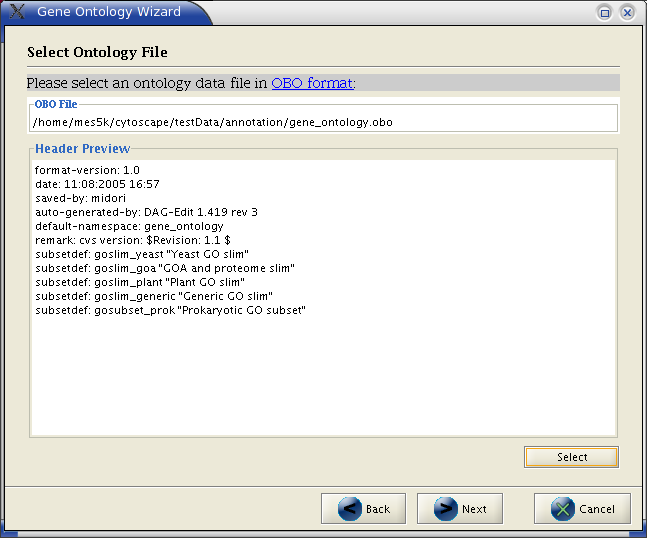 Gene Ontology Wizard
Select Ontology File
Please select an ontology data file in OBO format:
OBO File
/home/mes5k/cytoscape/testData/annotation/gene_ontology.obo
Header Preview
format-version: 1.0
date: 11:08:2005 16:57
saved-by: midori
auto-generated-by: DAG-Edit 1.419 rev 3
default-namespace: gene_ontology
remark: cvs version: $Revision: 1.1 $
subsetdef: goslim_yeast "Yeast GO slim"
subsetdef: goslim_goa "GOA and proteome slim"
subsetdef: goslim_plant "Plant GO slim"
subsetdef: goslim_generic "Generic GO slim"
subsetdef: gosubset_prok "Prokaryotic GO subset"
Select
Back
Next
Cancel